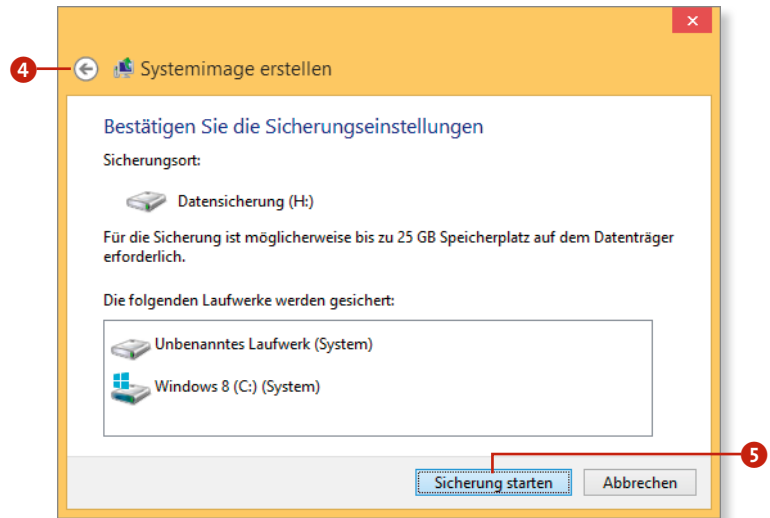 4
Systemimage erstellen
Bestätigen Sie die Sicherungseinstellungen
Sicherungsort:
Datensicherung (H:)
Für die Sicherung ist möglicherweise bis zu 25 GB Speicherplatz auf dem Datenträger
erforderlich.
Die folgenden Laufwerke werden gesichert:
Unbenanntes Laufwerk (System)
Windows 8 (C:) (System)
5
Sicherung starten
Abbrechen